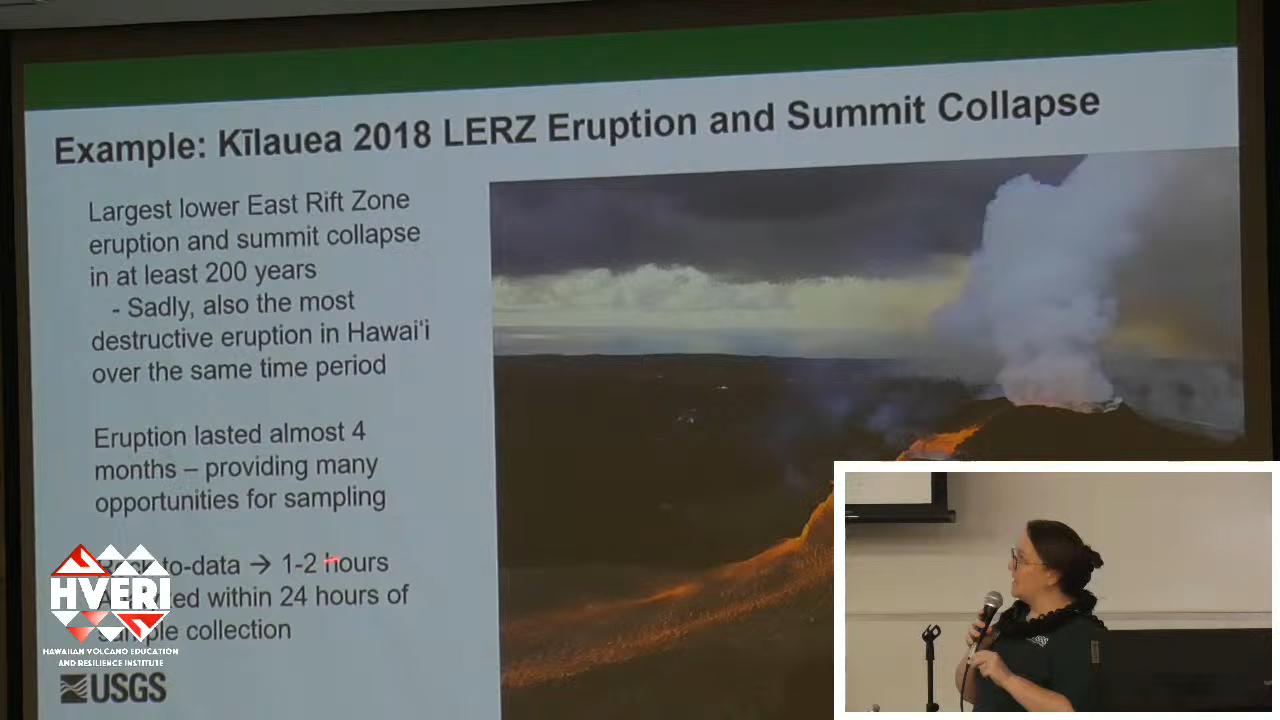 Example: Kīlauea 2018 LERZ Eruption and Summit Collapse
Largest lower East Rift Zone
eruption and summit collapse
in at least 200 years
- Sadly, also the most
destructive eruption in Hawaiʻi
over the same time period
Eruption lasted almost 4
months – providing many
opportunities for sampling
to-data → 1-2 hours
within 24 hours of
collection
HVERI
HAWAIIAN VOLCANO EDUCATION
AND RESILIENCE INSTITUTE
USGS